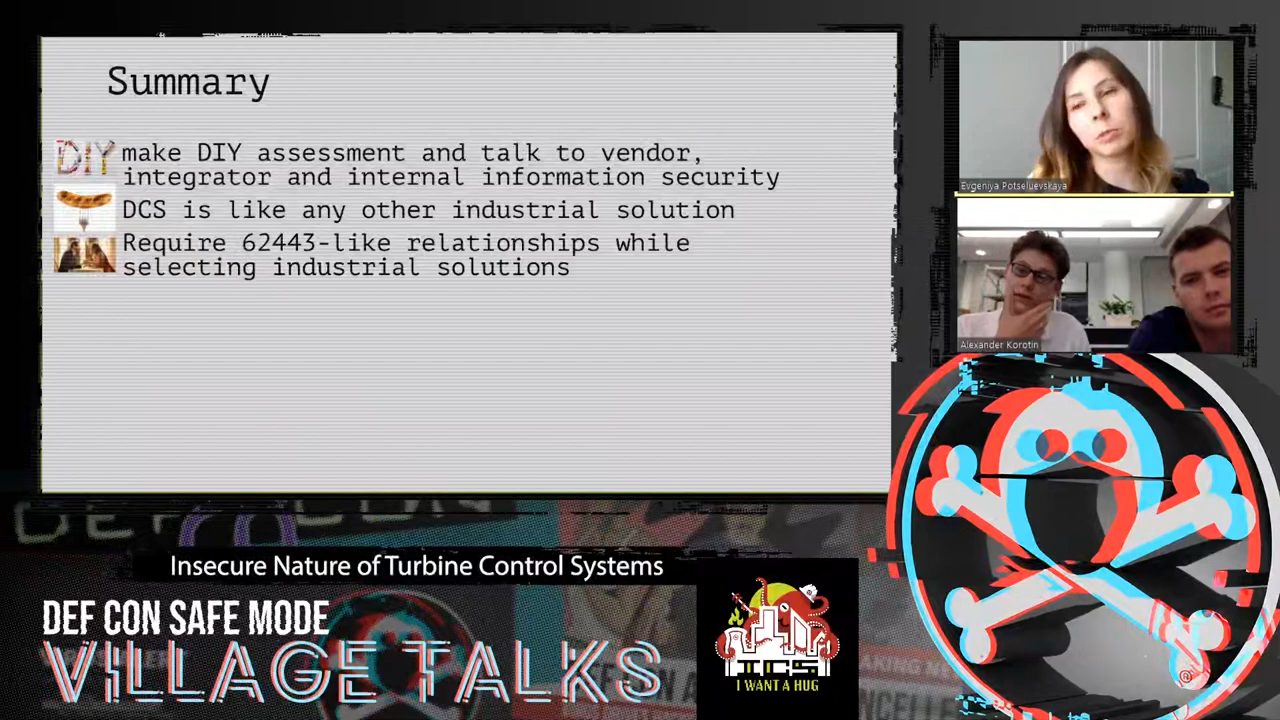 Summary
DIY
make DIY assessment and talk to vendor,
integrator and internal information security
DCS is like any other industrial solution
Require 62443-like relationships while
selecting industrial solutions
Evgeniya Potseluevskaya
Alexander Korotin
DEF CON
Insecure Nature of Turbine Control Systems
DEF CON SAFE MODE
VILLAGE TALKS
ICS
I WANT A HUG
®